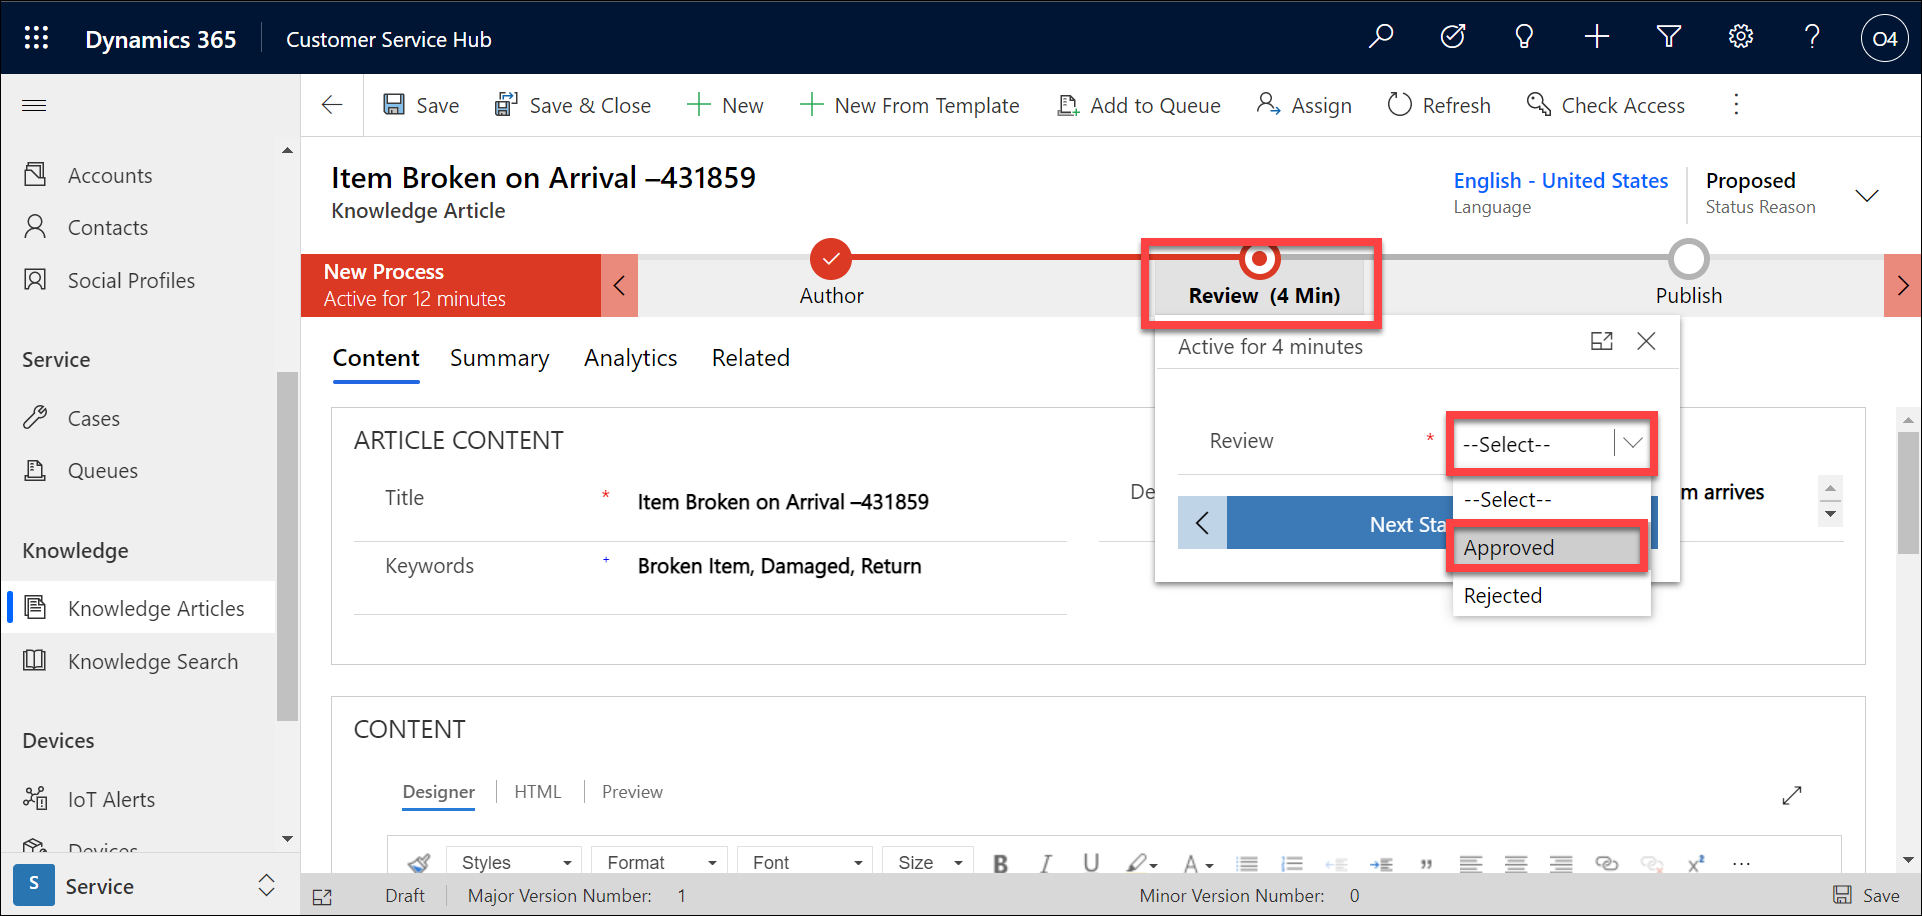 Dynamics 365
Customer Service Hub
O4
Save
Save & Close
New
New From Template
Add to Queue
Assign
Refresh
Check Access
Accounts
Contacts
Social Profiles
Service
Cases
Queues
Knowledge
Knowledge Articles
Knowledge Search
Devices
IoT Alerts
Devices
S
Service
Item Broken on Arrival –431859
Knowledge Article
English - United States
Language
Proposed
Status Reason
New Process
Active for 12 minutes
Author
Review (4 Min)
Publish
Content
Summary
Analytics
Related
Active for 4 minutes
Review *
--Select--
--Select--
Approved
Rejected
Next Sta
ARTICLE CONTENT
Title *
Item Broken on Arrival –431859
De
m arrives
Keywords +
Broken Item, Damaged, Return
CONTENT
Designer
HTML
Preview
Styles
Format
Font
Size
B I U A x
Draft
Major Version Number: 1
Minor Version Number: 0
Save